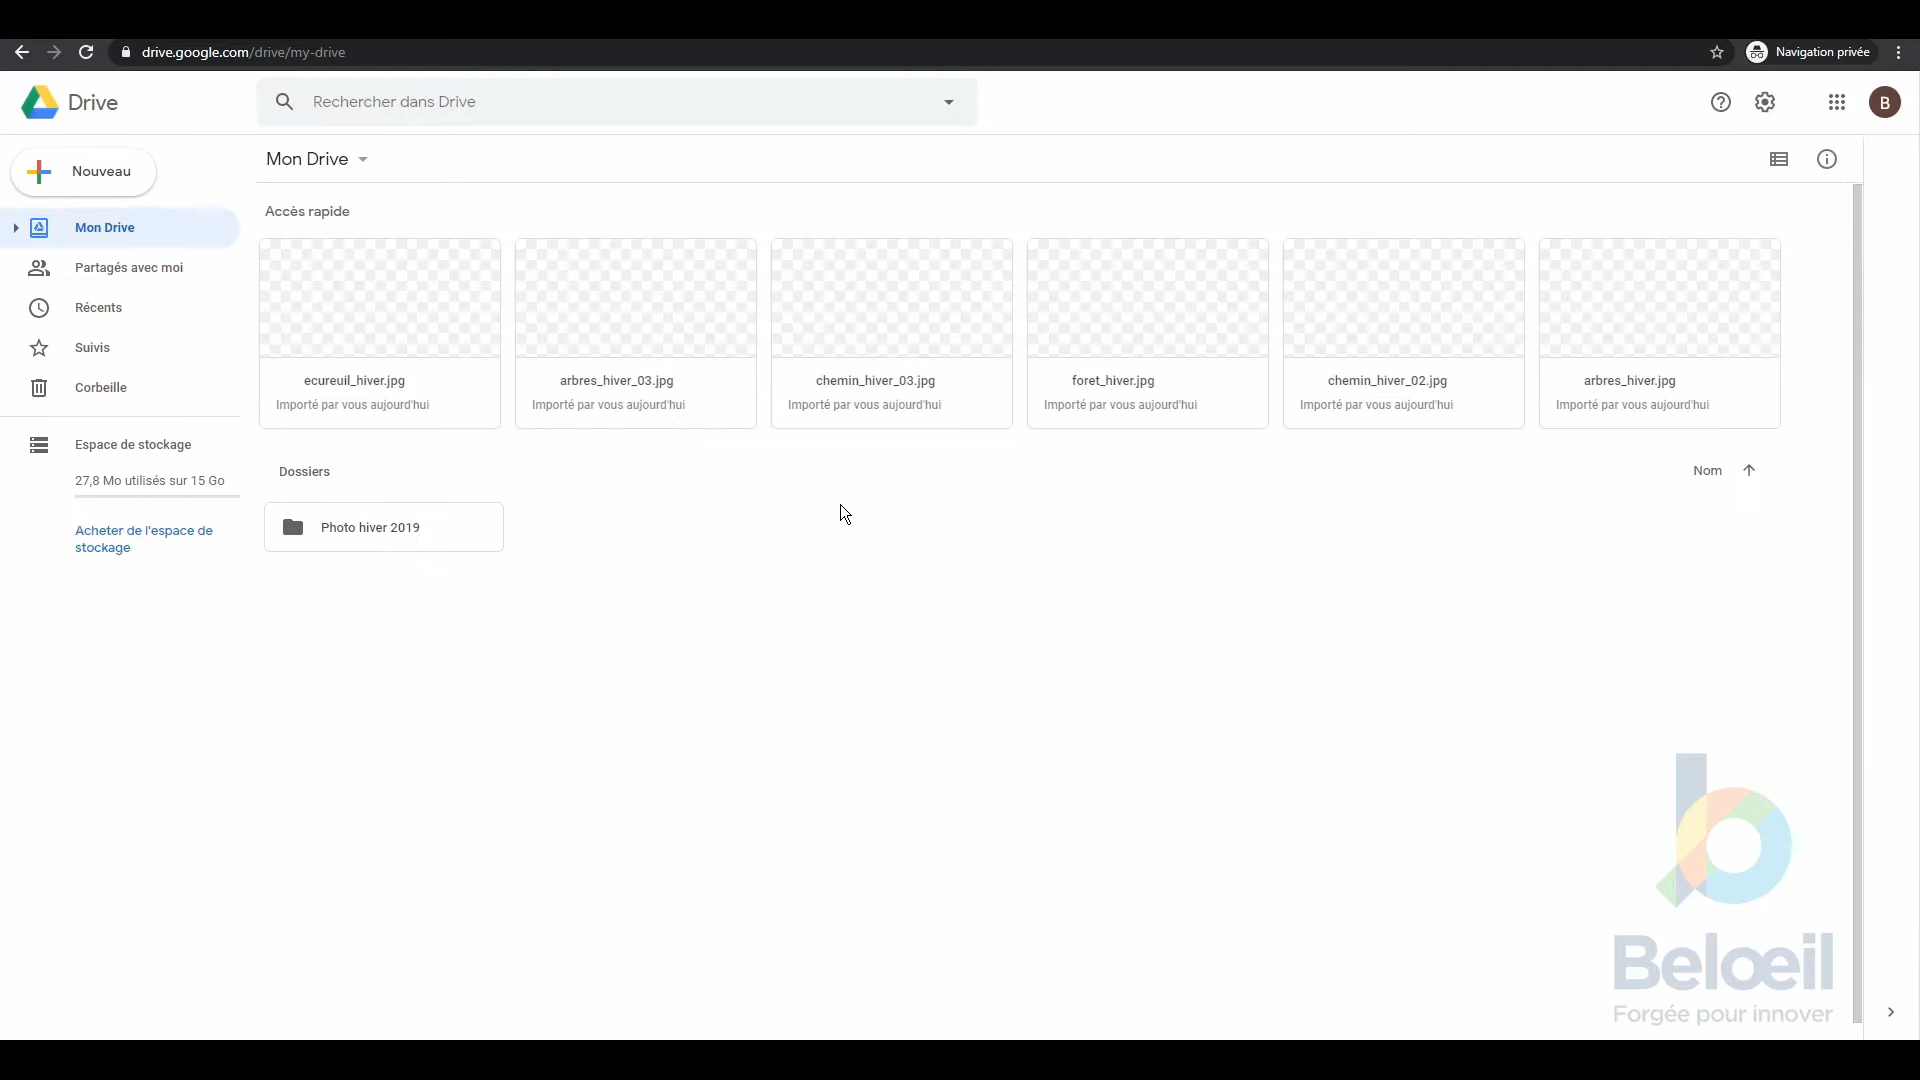 drive.google.com/drive/my-drive
Navigation privée
Drive
Rechercher dans Drive
B
Nouveau
Mon Drive
Mon Drive
Partagés avec moi
Récents
Suivis
Corbeille
Espace de stockage
27,8 Mo utilisés sur 15 Go
Acheter de l'espace de
stockage
Accès rapide
ecureuil_hiver.jpg
Importé par vous aujourd'hui
arbres_hiver_03.jpg
Importé par vous aujourd'hui
chemin_hiver_03.jpg
Importé par vous aujourd'hui
foret_hiver.jpg
Importé par vous aujourd'hui
chemin_hiver_02.jpg
Importé par vous aujourd'hui
arbres_hiver.jpg
Importé par vous aujourd'hui
Dossiers
Nom
Photo hiver 2019
Belœil
Forgée pour innover